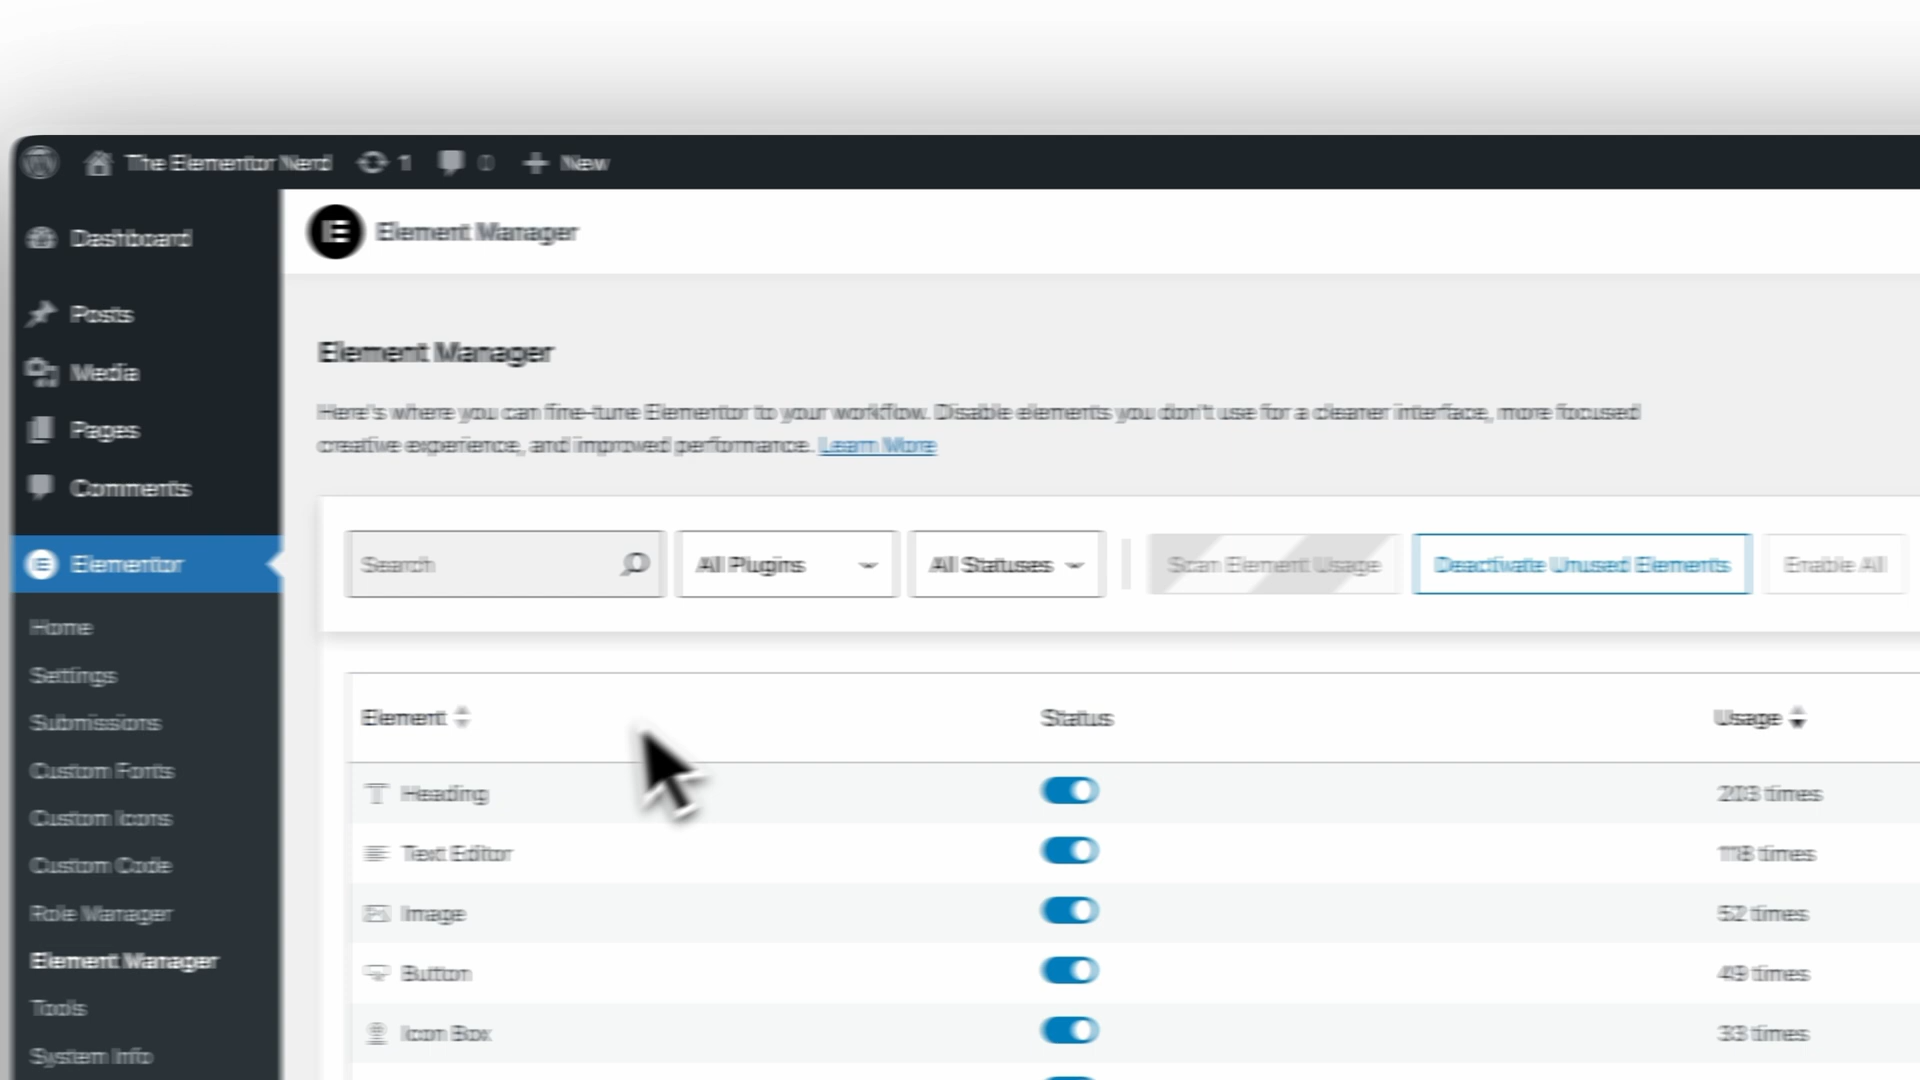 The Elementor Nerd 1 0 New
Dashboard
Posts
Media
Pages
Comments
Elementor
Home
Settings
Submissions
Custom Fonts
Custom Icons
Custom Code
Role Manager
Element Manager
Tools
System Info
Element Manager
Element Manager
Here's where you can fine-tune Elementor to your workflow. Disable elements you don't use for a cleaner interface, more focused
creative experience, and improved performance. Learn More
Search All Plugins All Statuses Scan Element Usage Deactivate Unused Elements Enable All
Element Status Usage
Heading 203 times
Text Editor 118 times
Image 52 times
Button 49 times
Icon Box 33 times